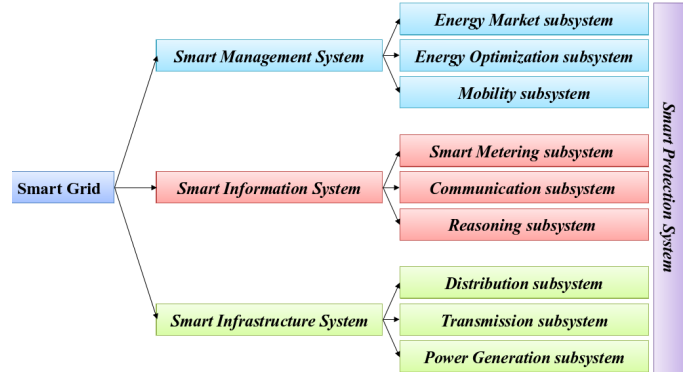 Smart Grid
Smart Management System
Energy Market subsystem
Energy Optimization subsystem
Mobility subsystem
Smart Information System
Smart Metering subsystem
Communication subsystem
Reasoning subsystem
Smart Infrastructure System
Distribution subsystem
Transmission subsystem
Power Generation subsystem
Smart Protection System